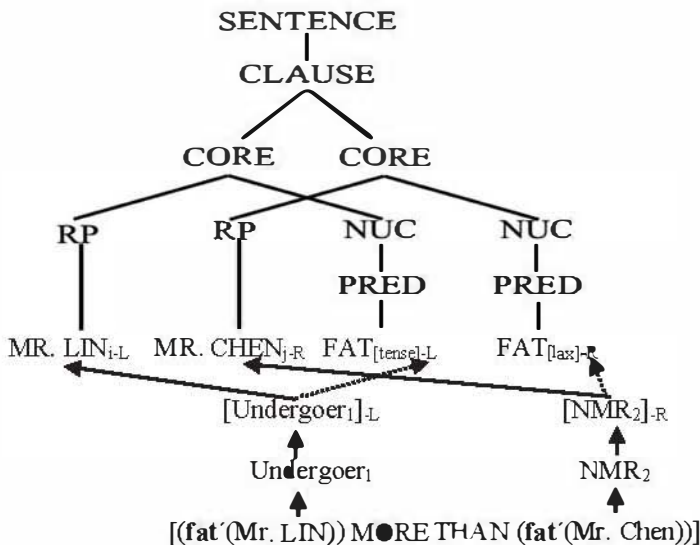 SENTENCE
CLAUSE
CORE CORE
RP RP NUC NUC
PRED PRED
MR. LINi-L MR. CHENj-R FAT[tense]-L FAT[lax]-R
[Undergoer1]-L [NMR2]-R
Undergoer1 NMR2
[(fat´(Mr. LIN)) MORE THAN (fat´(Mr. Chen))]